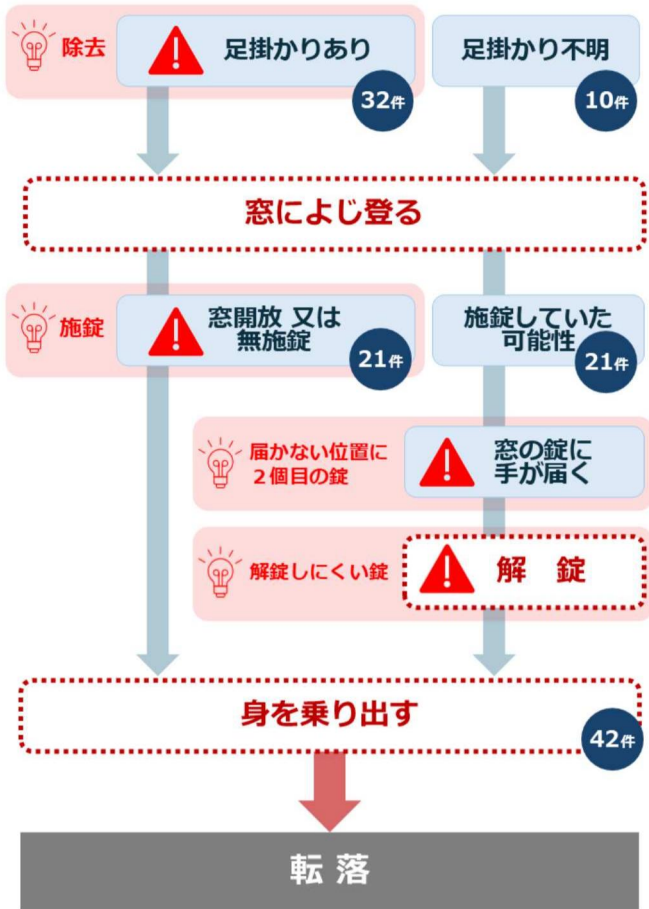 除去
足掛かりあり
32件
足掛かり不明
10件
窓によじ登る
施錠
窓開放 又は
無施錠
21件
施錠していた
可能性
21件
届かない位置に
２個目の錠
窓の錠に
手が届く
解錠しにくい錠
解 錠
身を乗り出す
42件
転 落